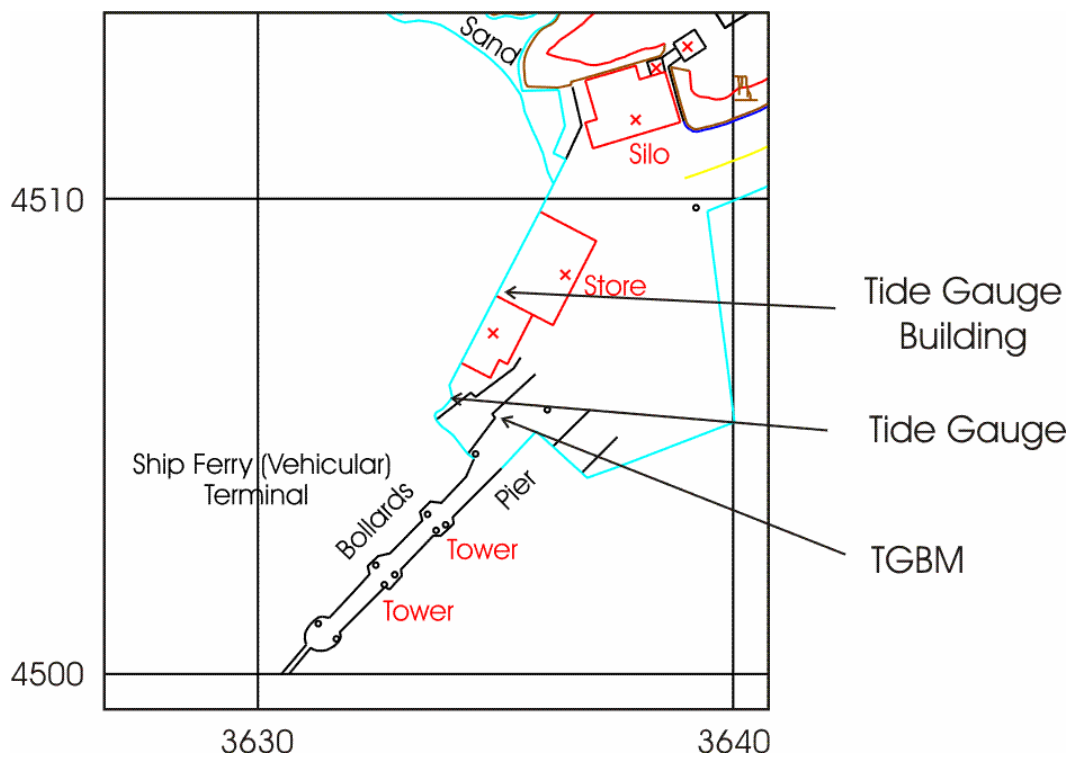 Sand
Silo
4510
Store
Tide Gauge
Building
Tide Gauge
Ship Ferry (Vehicular)
Terminal
Bollards
Pier
Tower
TGBM
Tower
4500
3630
3640